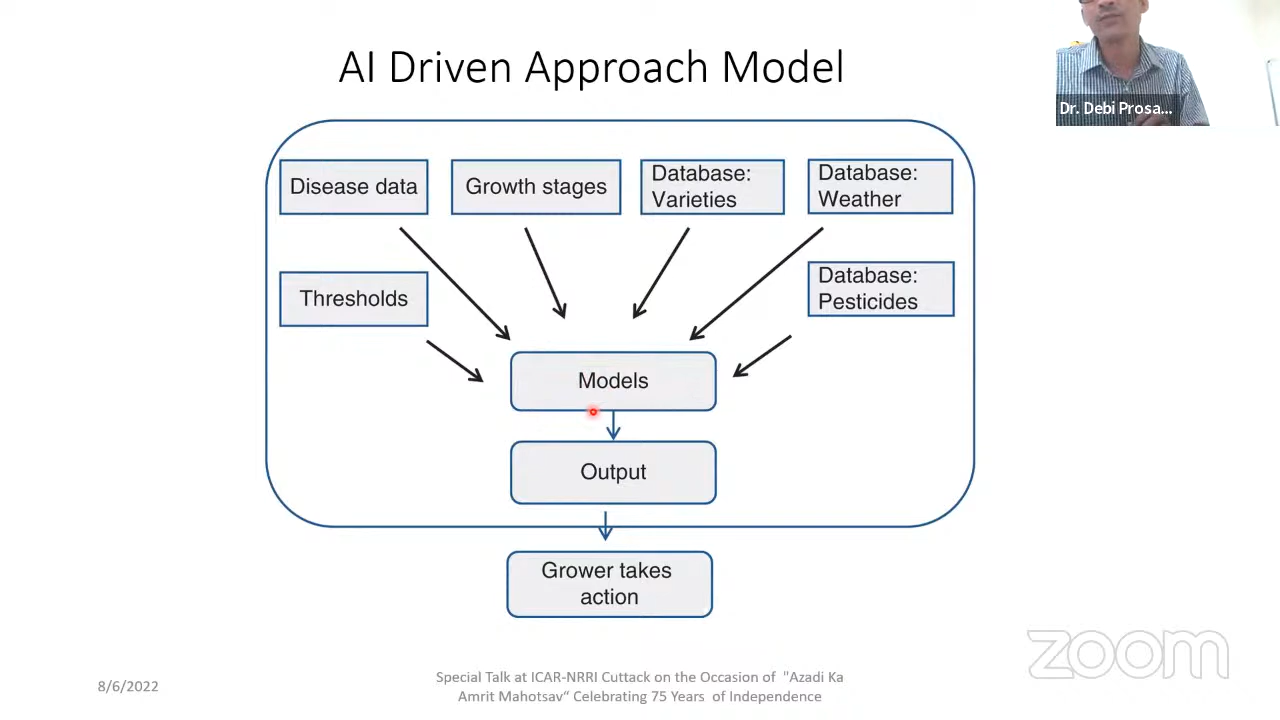 AI Driven Approach Model
Dr. Debi Prosa...
Disease data
Growth stages
Database:
Varieties
Database:
Weather
Thresholds
Database:
Pesticides
Models
Output
Grower takes
action
8/6/2022
Special Talk at ICAR-NRRI Cuttack on the Occasion of "Azadi Ka
Amrit Mahotsav“ Celebrating 75 Years of Independence
zoom